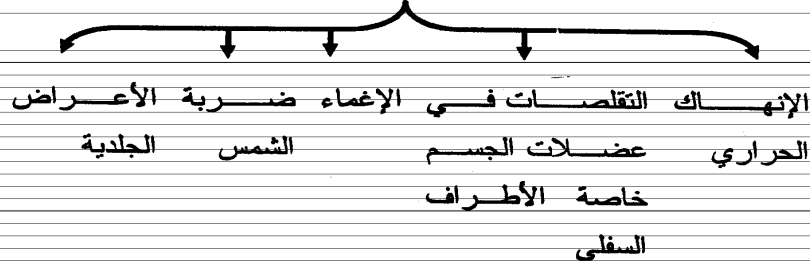 الإنهاك التقلصات في الإغماء ضربة الأعراض
الحراري عضلات الجسم الشمس الجلدية
خاصة الأطراف
السفلى